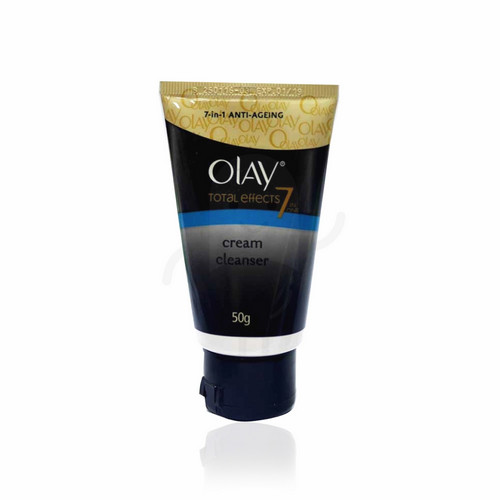 7-in-1 ANTI-AGEING
OLAY®
TOTAL effects 7
cream
cleanser
50g